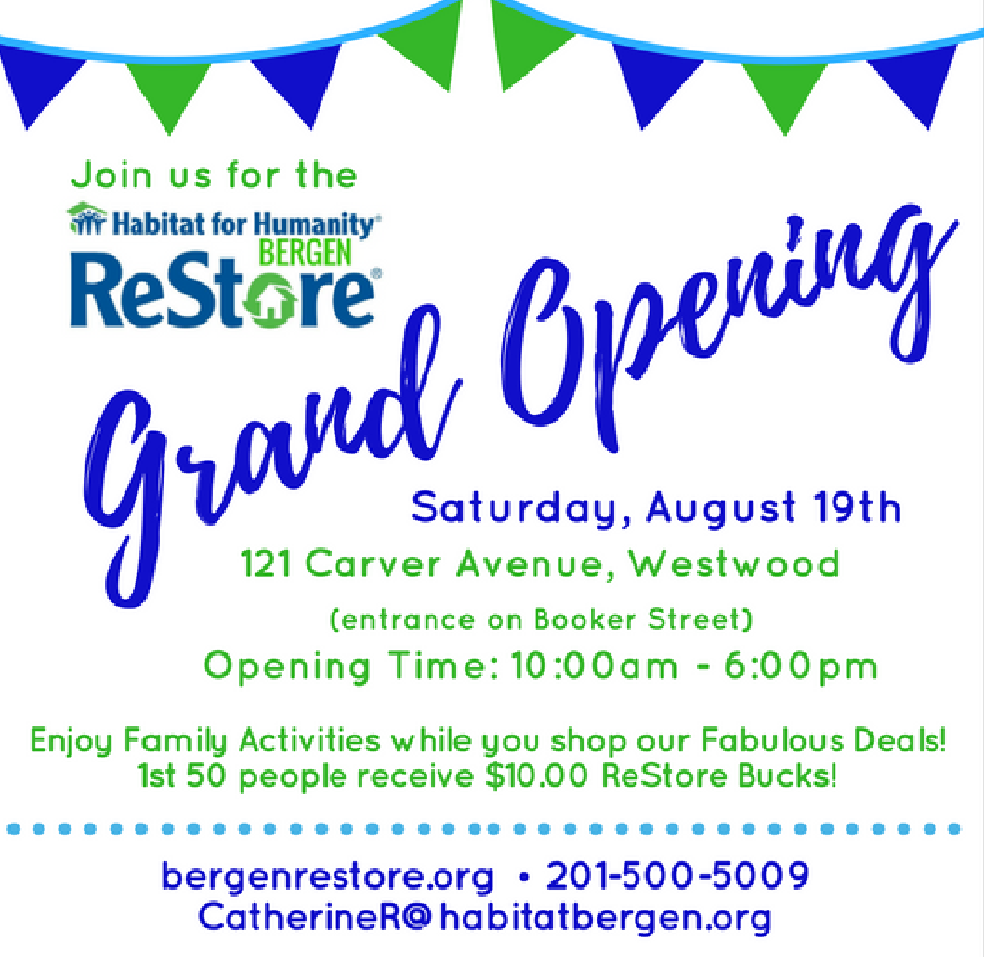 Join us for the
Habitat for Humanity®
BERGEN
ReStore®
Grand Opening
Saturday, August 19th
121 Carver Avenue, Westwood
(entrance on Booker Street)
Opening Time: 10:00am - 6:00pm
Enjoy Family Activities while you shop our Fabulous Deals!
1st 50 people receive $10.00 ReStore Bucks!
bergenrestore.org • 201-500-5009
CatherineR@habitatbergen.org